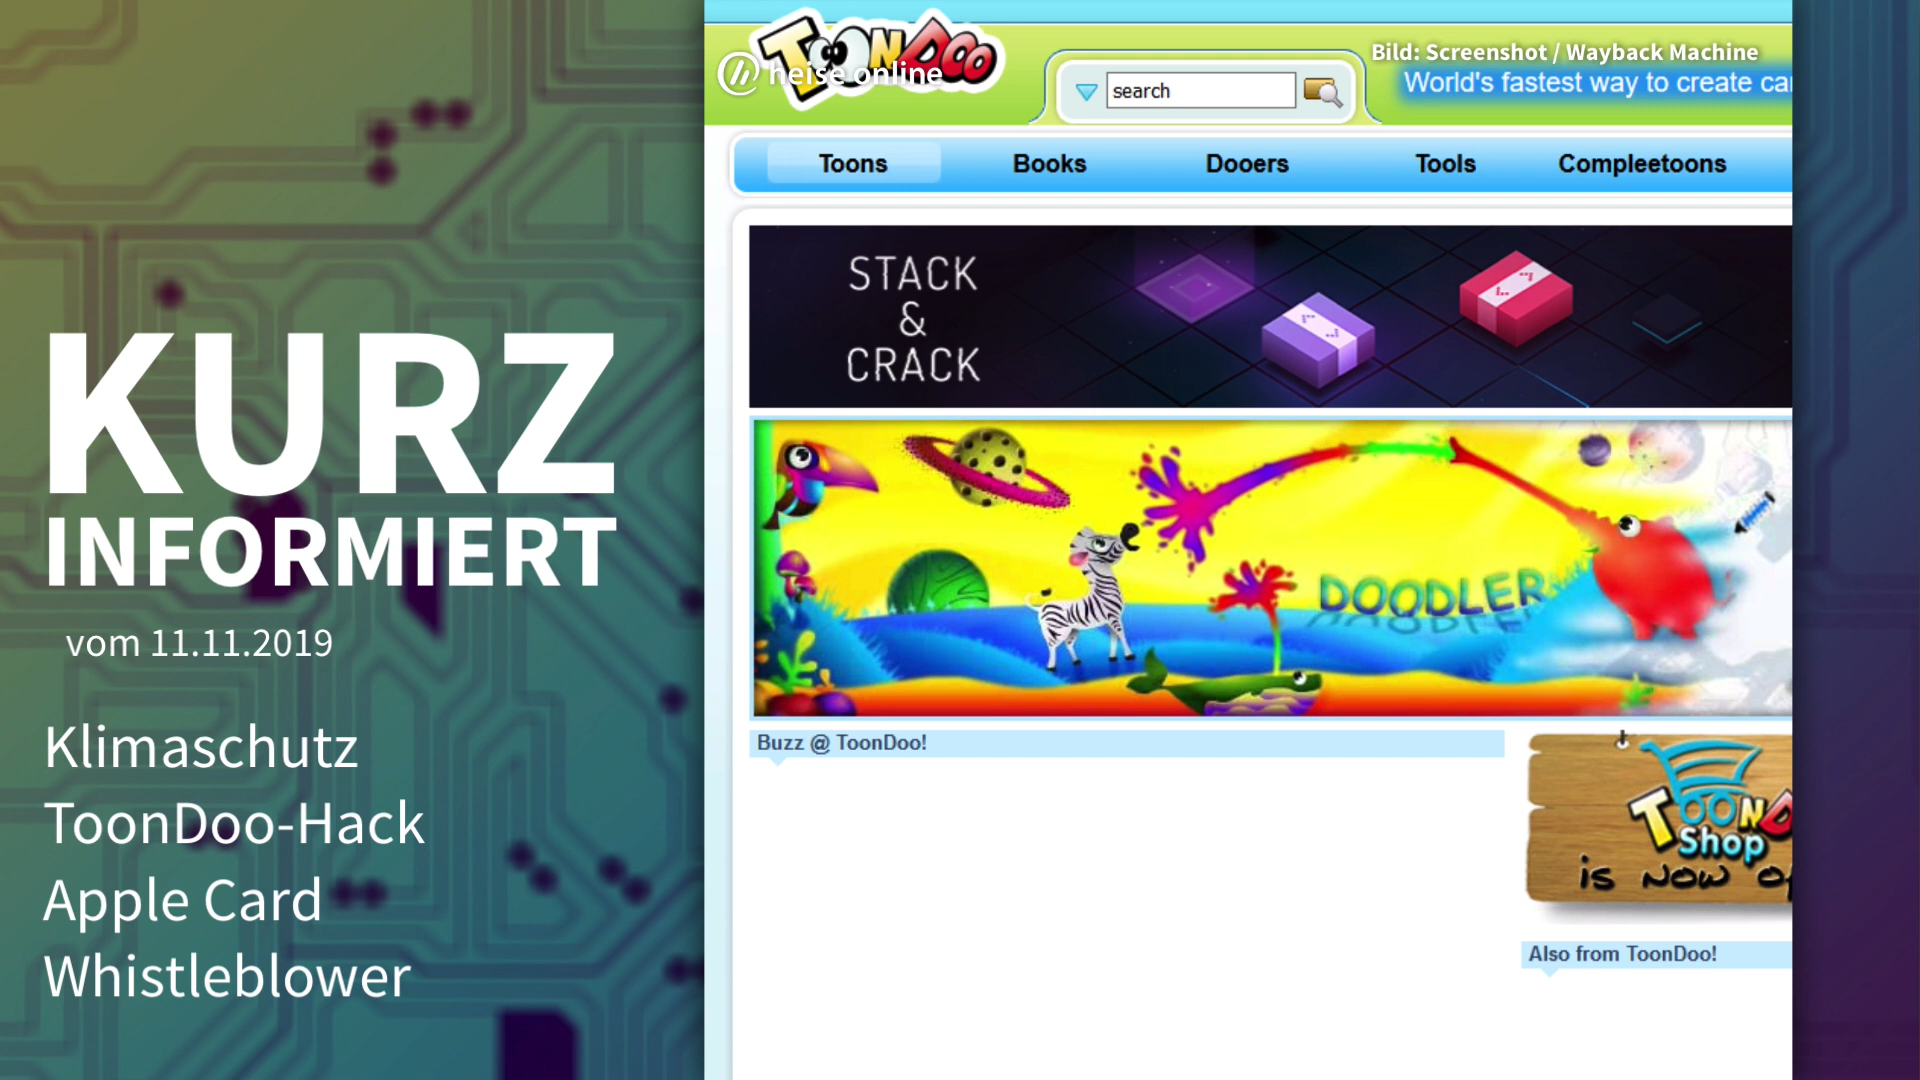 KURZ
INFORMIERT
vom 11.11.2019
Klimaschutz
ToonDoo-Hack
Apple Card
Whistleblower
TOONDOO
heise online
search
Bild: Screenshot / Wayback Machine
World's fastest way to create
Toons Books Dooers Tools Compleetoons
STACK
&
CRACK
DOODLER
Buzz @ ToonDoo!
Shop
is now
Also from ToonDoo!